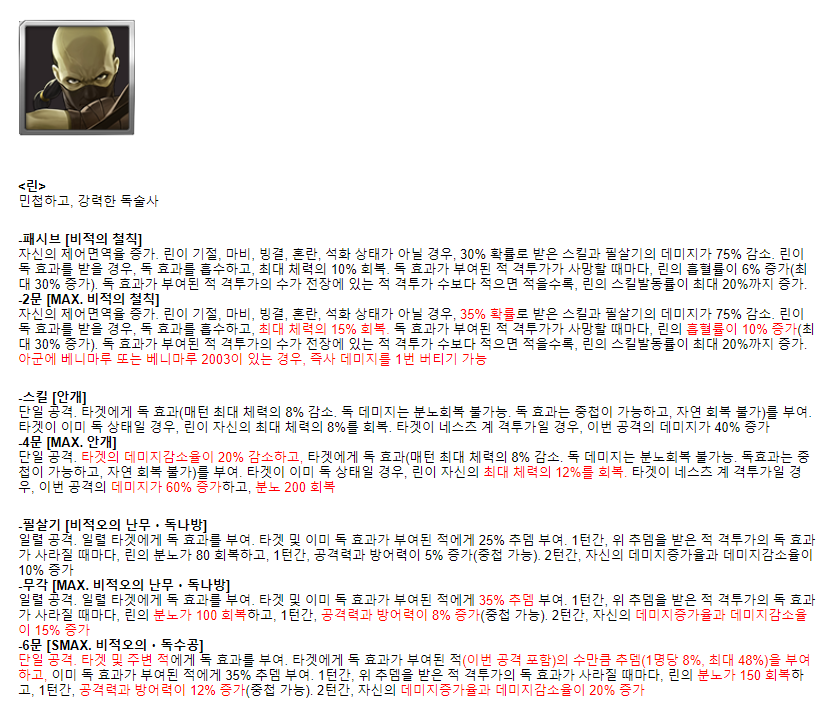 <린>
민첩하고, 강력한 독술사
-패시브 [비적의 철칙]
자신의 제어면역율 증가. 린이 기절, 마비, 빙결, 혼란, 석화 상태가 아닐 경우, 30% 확률로 받은 스킬과 필살기의 데미지가 75% 감소. 린이
독 효과를 받을 경우, 독 효과를 흡수하고, 최대 체력의 10% 회복. 독 효과가 부여된 적 격투가가 사망할 때마다, 린의 흡혈률이 6% 증가(최
대 30% 증가). 독 효과가 부여된 적 격투가의 수가 전장에 있는 적 격투가 수보다 적으면 적을수록, 린의 스킬발동률이 최대 20%까지 증가.
-2문 [MAX. 비적의 철칙]
자신의 제어면역율 증가. 린이 기절, 마비, 빙결, 혼란, 석화 상태가 아닐 경우, 35% 확률로 받은 스킬과 필살기의 데미지가 75% 감소. 린이
독 효과를 받을 경우, 독 효과를 흡수하고, 최대 체력의 15% 회복. 독 효과가 부여된 적 격투가가 사망할 때마다, 린의 흡혈률이 10% 증가(최
대 30% 증가). 독 효과가 부여된 적 격투가의 수가 전장에 있는 적 격투가 수보다 적으면 적을수록, 린의 스킬발동률이 최대 20%까지 증가.
아군에 베니마루 또는 베니마루 2003이 있는 경우, 즉사 데미지를 1번 버티기 가능
-스킬 [안개]
단일 공격. 타겟에게 독 효과(매턴 최대 체력의 8% 감소. 독 데미지는 분노회복 불가능. 독 효과는 중첩이 가능하고, 자연 회복 불가)를 부여.
타겟이 이미 독 상태일 경우, 린이 자신의 최대 체력의 8%를 회복. 타겟이 네스츠 계 격투가일 경우, 이번 공격의 데미지가 40% 증가
-4문 [MAX. 안개]
단일 공격. 타겟의 데미지감소율이 20% 감소하고, 타겟에게 독 효과(매턴 최대 체력의 8% 감소. 독 데미지는 분노회복 불가능. 독효과는 중
첩이 가능하고, 자연 회복 불가)를 부여. 타겟이 이미 독 상태일 경우, 린이 자신의 최대 체력의 12%를 회복. 타겟이 네스츠 계 격투가일 경
우, 이번 공격의 데미지가 60% 증가하고, 분노 200 회복
-필살기 [비적오의 난무・독나방]
일렬 공격. 일렬 타겟에게 독 효과를 부여. 타겟 및 이미 독 효과가 부여된 적에게 25% 추뎀 부여. 1턴간, 위 추뎀을 받은 적 격투가의 독 효과
가 사라질 때마다, 린의 분노가 80 회복하고, 1턴간, 공격력과 방어력이 5% 증가(중첩 가능). 2턴간, 자신의 데미지증가율과 데미지감소율이
10% 증가
-무각 [MAX. 비적오의 난무・독나방]
일렬 공격. 일렬 타겟에게 독 효과를 부여. 타겟 및 이미 독 효과가 부여된 적에게 35% 추뎀 부여. 1턴간, 위 추뎀을 받은 적 격투가의 독 효과
가 사라질 때마다, 린의 분노가 100 회복하고, 1턴간, 공격력과 방어력이 8% 증가(중첩 가능). 2턴간, 자신의 데미지증가율과 데미지감소율
이 15% 증가
-6문 [SMAX. 비적오의・독수공]
단일 공격. 타겟 및 주변 적에게 독 효과를 부여. 타겟에게 독 효과가 부여된 적(이번 공격 포함)의 수만큼 추뎀(1명당 8%, 최대 48%)을 부여
하고, 이미 독 효과가 부여된 적에게 35% 추뎀 부여. 1턴간, 위 추뎀을 받은 적 격투가의 독 효과가 사라질 때마다, 린의 분노가 150 회복하
고, 1턴간, 공격력과 방어력이 12% 증가(중첩 가능). 2턴간, 자신의 데미지증가율과 데미지감소율이 20% 증가